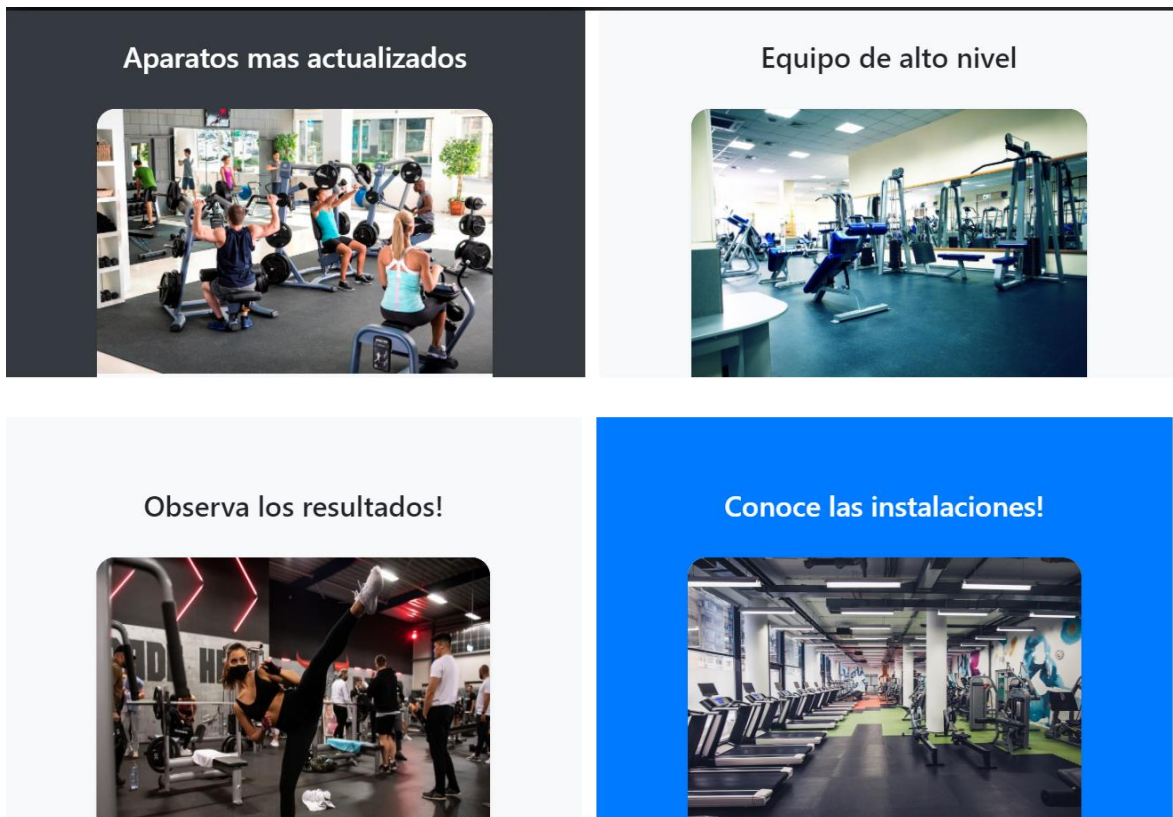 Aparatos mas actualizados
Equipo de alto nivel
Observa los resultados!
Conoce las instalaciones!